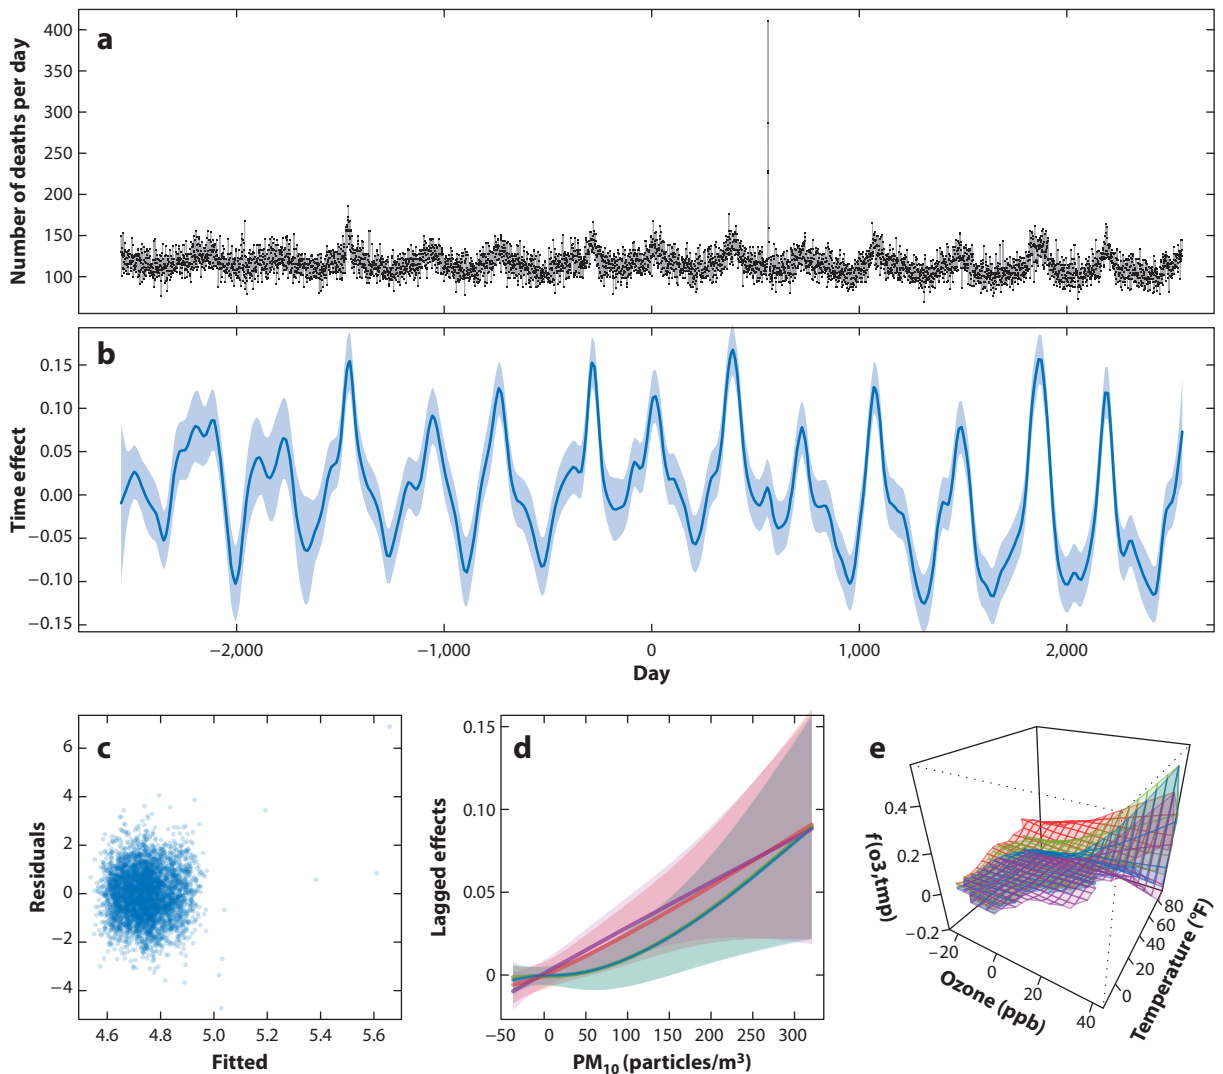 a
Number of deaths per day
400
350
300
250
200
150
100
b
Time effect
0.15
0.10
0.05
0.00
−0.05
−0.10
−0.15
−2,000 −1,000 0 1,000 2,000
Day
c
Residuals
6
4
2
0
−2
−4
4.6 4.8 5.0 5.2 5.4 5.6
Fitted
d
Lagged effects
0.15
0.10
0.05
0
−50 0 50 100 150 200 250 300
PM10 (particles/m³)
e
f(o3,tmp)
0.4
0.2
0
−0.2
−20 0 20 40
Ozone (ppb)
0 20 40 60 80
Temperature (°F)